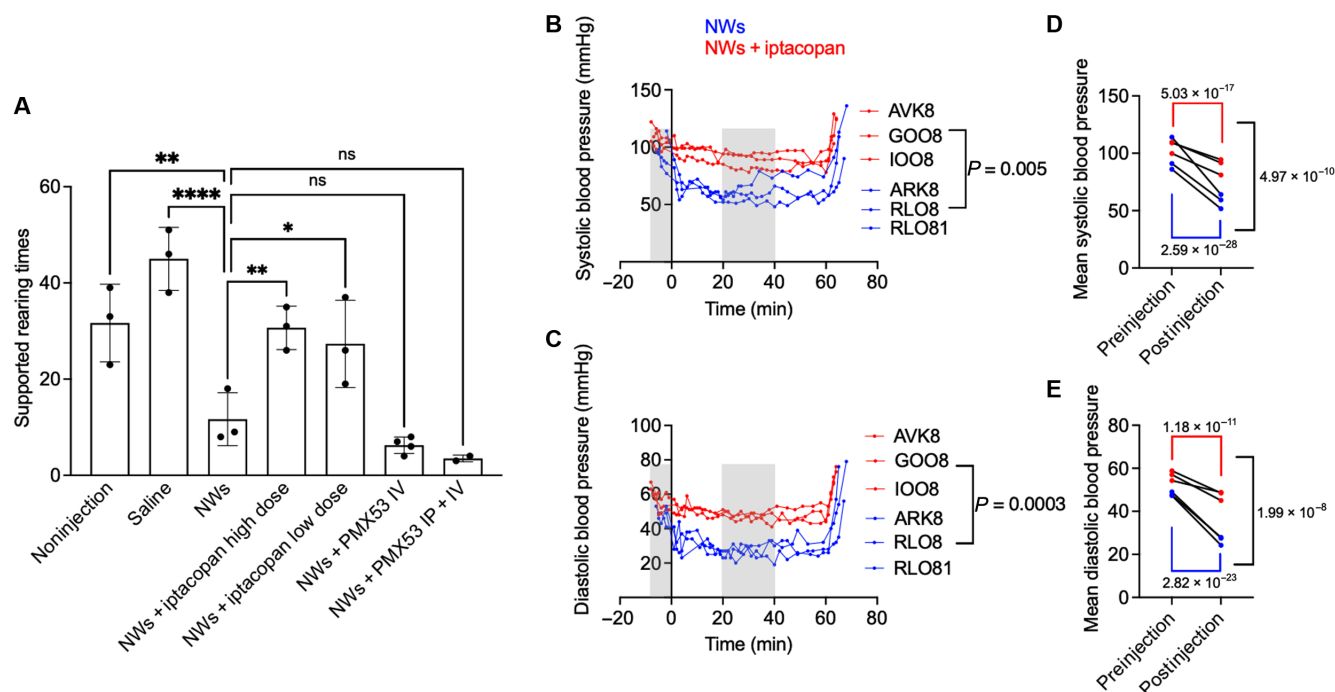 A
Supported rearing times
60
40
20
0
**
****
**
*
ns
ns
Noninjection
Saline
NWs
NWs + iptacopan high dose
NWs + iptacopan low dose
NWs + PMX53 IV
NWs + PMX53 IP + IV
B
NWs
NWs + iptacopan
Systolic blood pressure (mmHg)
150
100
50
−20
0
20
40
60
80
Time (min)
AVK8
GOO8
IOO8
ARK8
RLO8
RLO81
P = 0.005
C
Diastolic blood pressure (mmHg)
100
80
60
40
20
−20
0
20
40
60
80
Time (min)
AVK8
GOO8
IOO8
ARK8
RLO8
RLO81
P = 0.0003
D
Mean systolic blood pressure
150
100
50
0
5.03 × 10⁻¹⁷
2.59 × 10⁻²⁸
4.97 × 10⁻¹⁰
Preinjection
Postinjection
E
Mean diastolic blood pressure
80
60
40
20
0
1.18 × 10⁻¹¹
2.82 × 10⁻²³
1.99 × 10⁻⁸
Preinjection
Postinjection